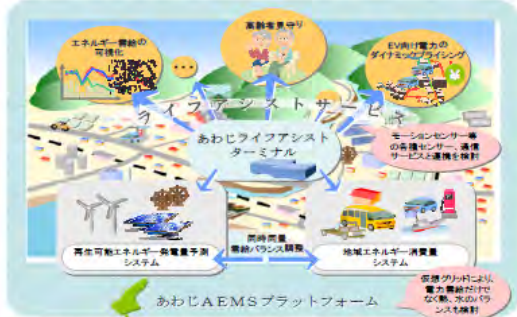 エネルギー需給の
可視化
高齢者見守り
EV向け電力の
ダイナミックプライシング
ライフアシストサービス
あわじライフアシスト
ターミナル
モーションセンサー等
の各種センサー、通信
サービスと連携を検討
再生可能エネルギー発電量予測
システム
同時同量
需給バランス調整
地域エネルギー消費量
システム
あわじAEMSプラットフォーム
仮想グリッドにより、
電力需給だけで
なく熱、水のバラ
ンスも検討